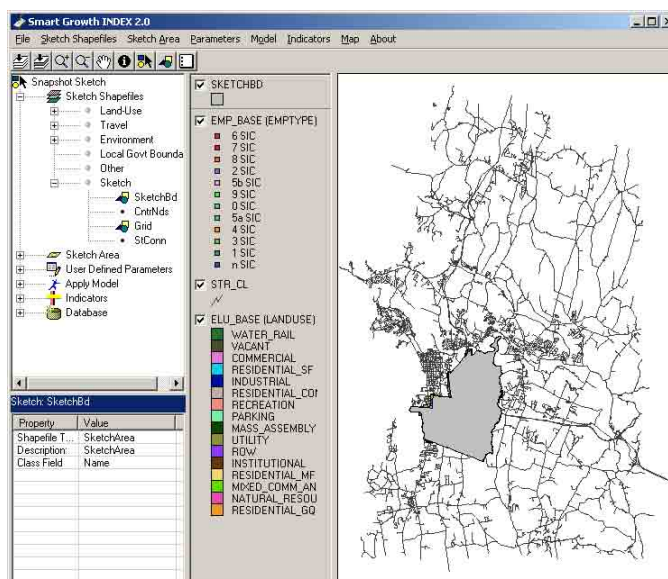 Smart Growth INDEX 2.0
File Sketch Shapefiles Sketch Area Parameters Model Indicators Map About
Snapshot Sketch
Sketch Shapefiles
Land-Use
Travel
Environment
Local Govt Bounda
Other
Sketch
SketchBd
CntrNds
Grid
StConn
Sketch Area
User Defined Parameters
Apply Model
Indicators
Database
Sketch: SketchBd
Property Value
Shapefile T... SketchArea
Description: SketchArea
Class Field Name
SKETCHBD
EMP_BASE (EMPTYPE)
6 SIC
7 SIC
8 SIC
2 SIC
5b SIC
9 SIC
0 SIC
5a SIC
4 SIC
3 SIC
1 SIC
n SIC
STR_CL
ELU_BASE (LANDUSE)
WATER_RAIL
VACANT
COMMERCIAL
RESIDENTIAL_SF
INDUSTRIAL
RESIDENTIAL_CON
RECREATION
PARKING
MASS_ASSEMBLY
UTILITY
ROW
INSTITUTIONAL
RESIDENTIAL_MF
MIXED_COMM_AN
NATURAL_RESOU
RESIDENTIAL_GQ